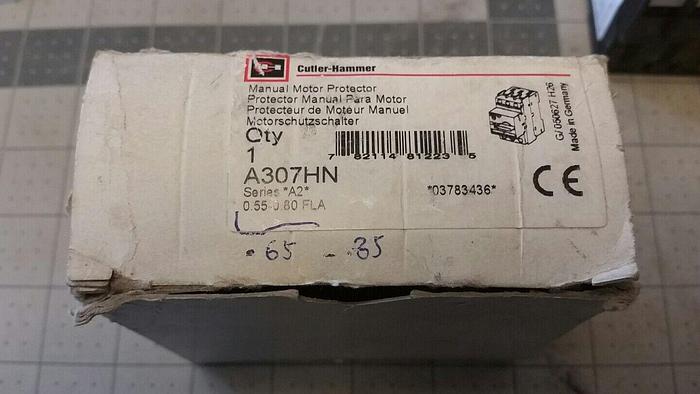 Cutler-Hammer
Manual Motor Protector
Protector Manual Para Motor
Protecteur de Moteur Manuel
Motorschutzschalter
Qty
1
7 82114 81223 5
A307HN
Series "A2"
0.55-0.80 FLA
*03783436*
CE
G/050627 H26
Made in Germany
.65 - .35